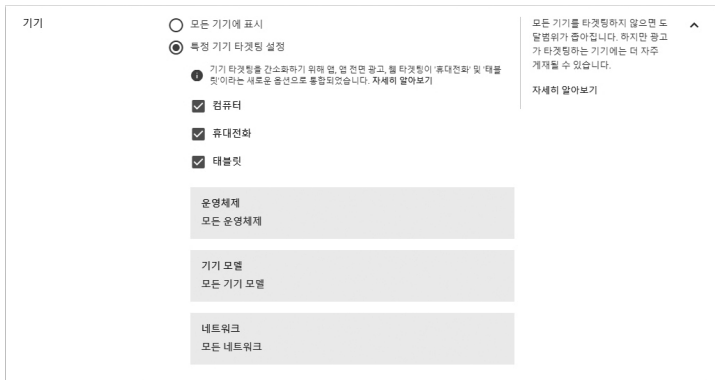 기기
모든 기기에 표시
특정 기기 타겟팅 설정
기기 타겟팅을 간소화하기 위해 앱, 앱 전면 광고, 웹 타겟팅이 '휴대전화' 및 '태블
릿'이라는 새로운 옵션으로 통합되었습니다. 자세히 알아보기
컴퓨터
휴대전화
태블릿
운영체제
모든 운영체제
기기 모델
모든 기기 모델
네트워크
모든 네트워크
모든 기기를 타겟팅하지 않으면 도
달범위가 좁아집니다. 하지만 광고
가 타겟팅하는 기기에는 더 자주
게재될 수 있습니다.
자세히 알아보기